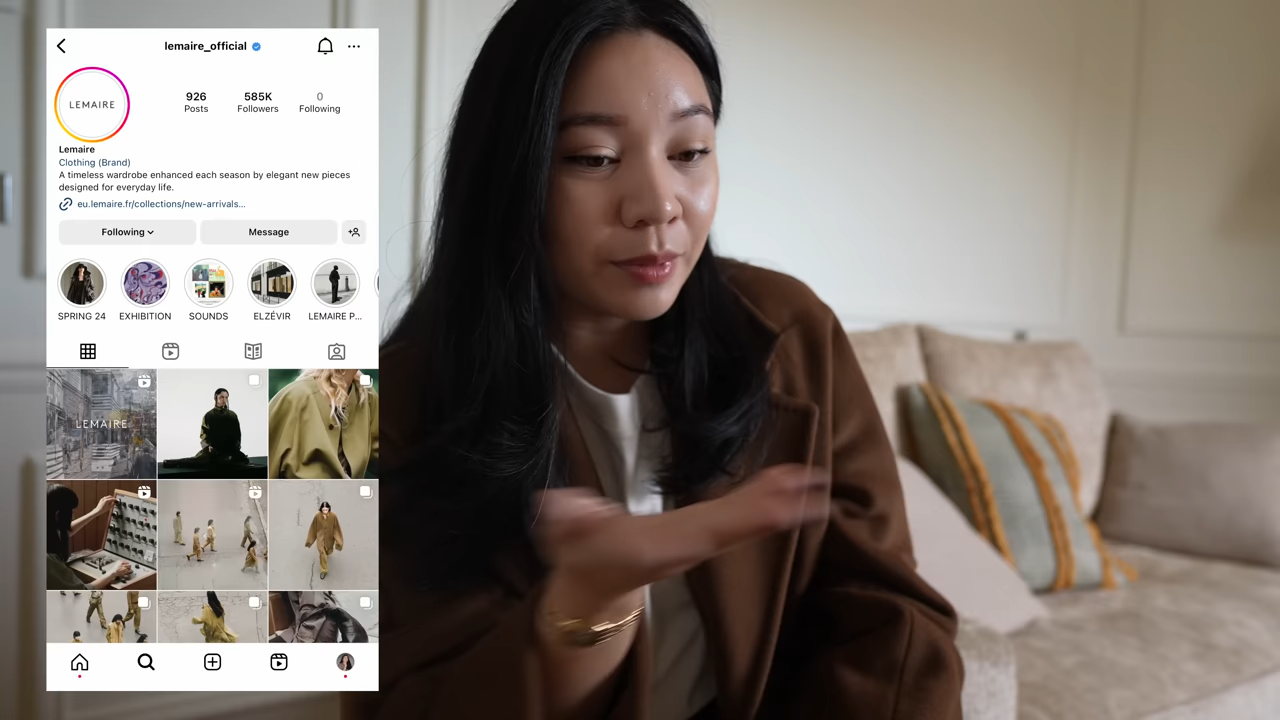 lemaire_official
LEMAIRE
926
Posts
585K
Followers
0
Following
Lemaire
Clothing (Brand)
A timeless wardrobe enhanced each season by elegant new pieces
designed for everyday life.
eu.lemaire.fr/collections/new-arrivals...
Following
Message
SPRING 24
EXHIBITION
SOUNDS
ELZÉVIR
LEMAIRE P...
LEMAIRE